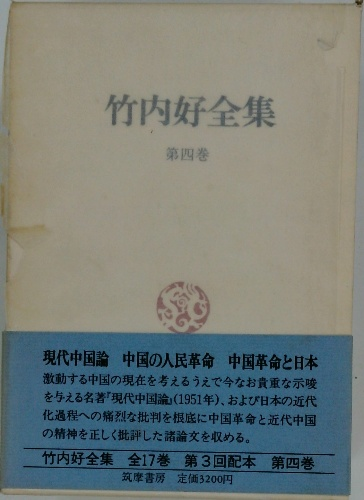 竹内好全集
第四巻
現代中国論 中国の人民革命 中国革命と日本
激動する中国の現在を考えるうえで今なお貴重な示唆
を与える名著『現代中国論』(1951年)、および日本の近代
化過程への痛烈な批判を根底に中国革命と近代中国
の精神を正しく批評した諸論文を収める。
竹内好全集 全17巻 第3回配本 第四巻
筑摩書房 定価3200円